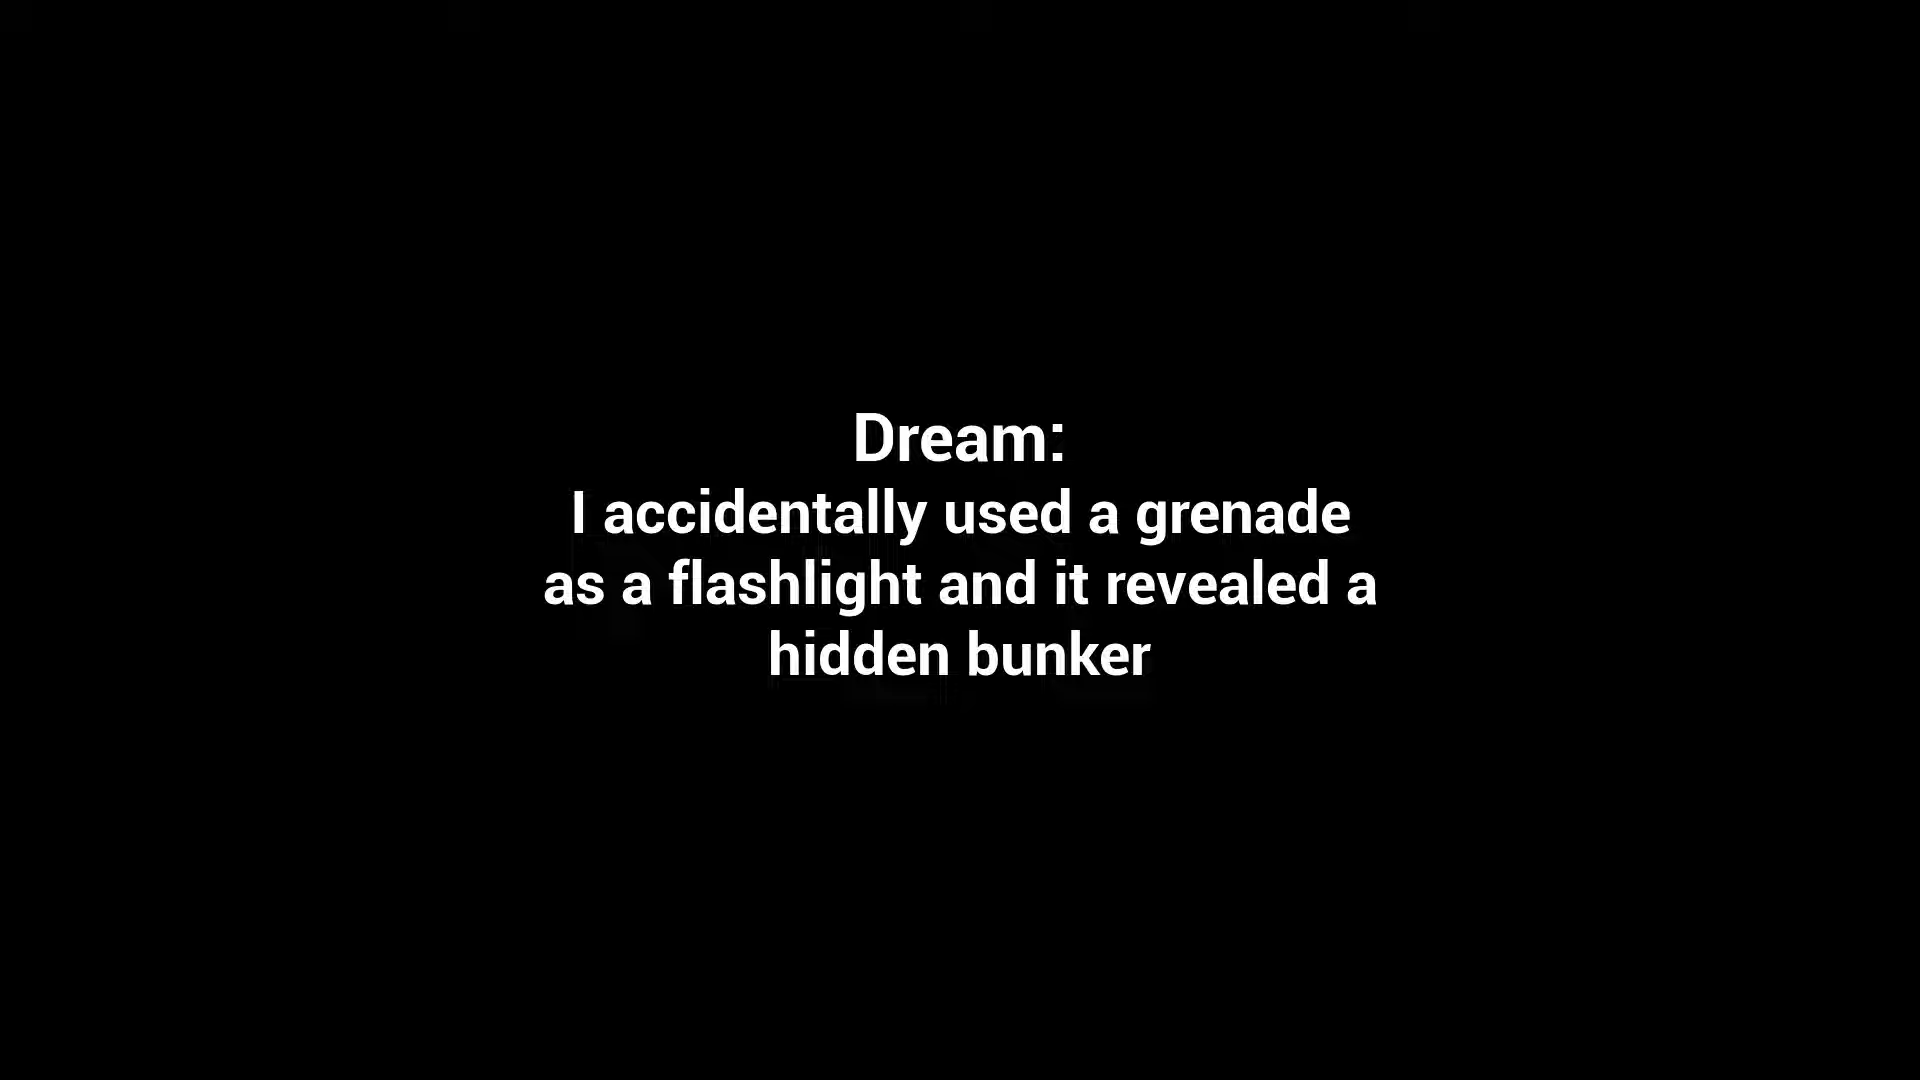 Dream:
I accidentally used a grenade
as a flashlight and it revealed a
hidden bunker